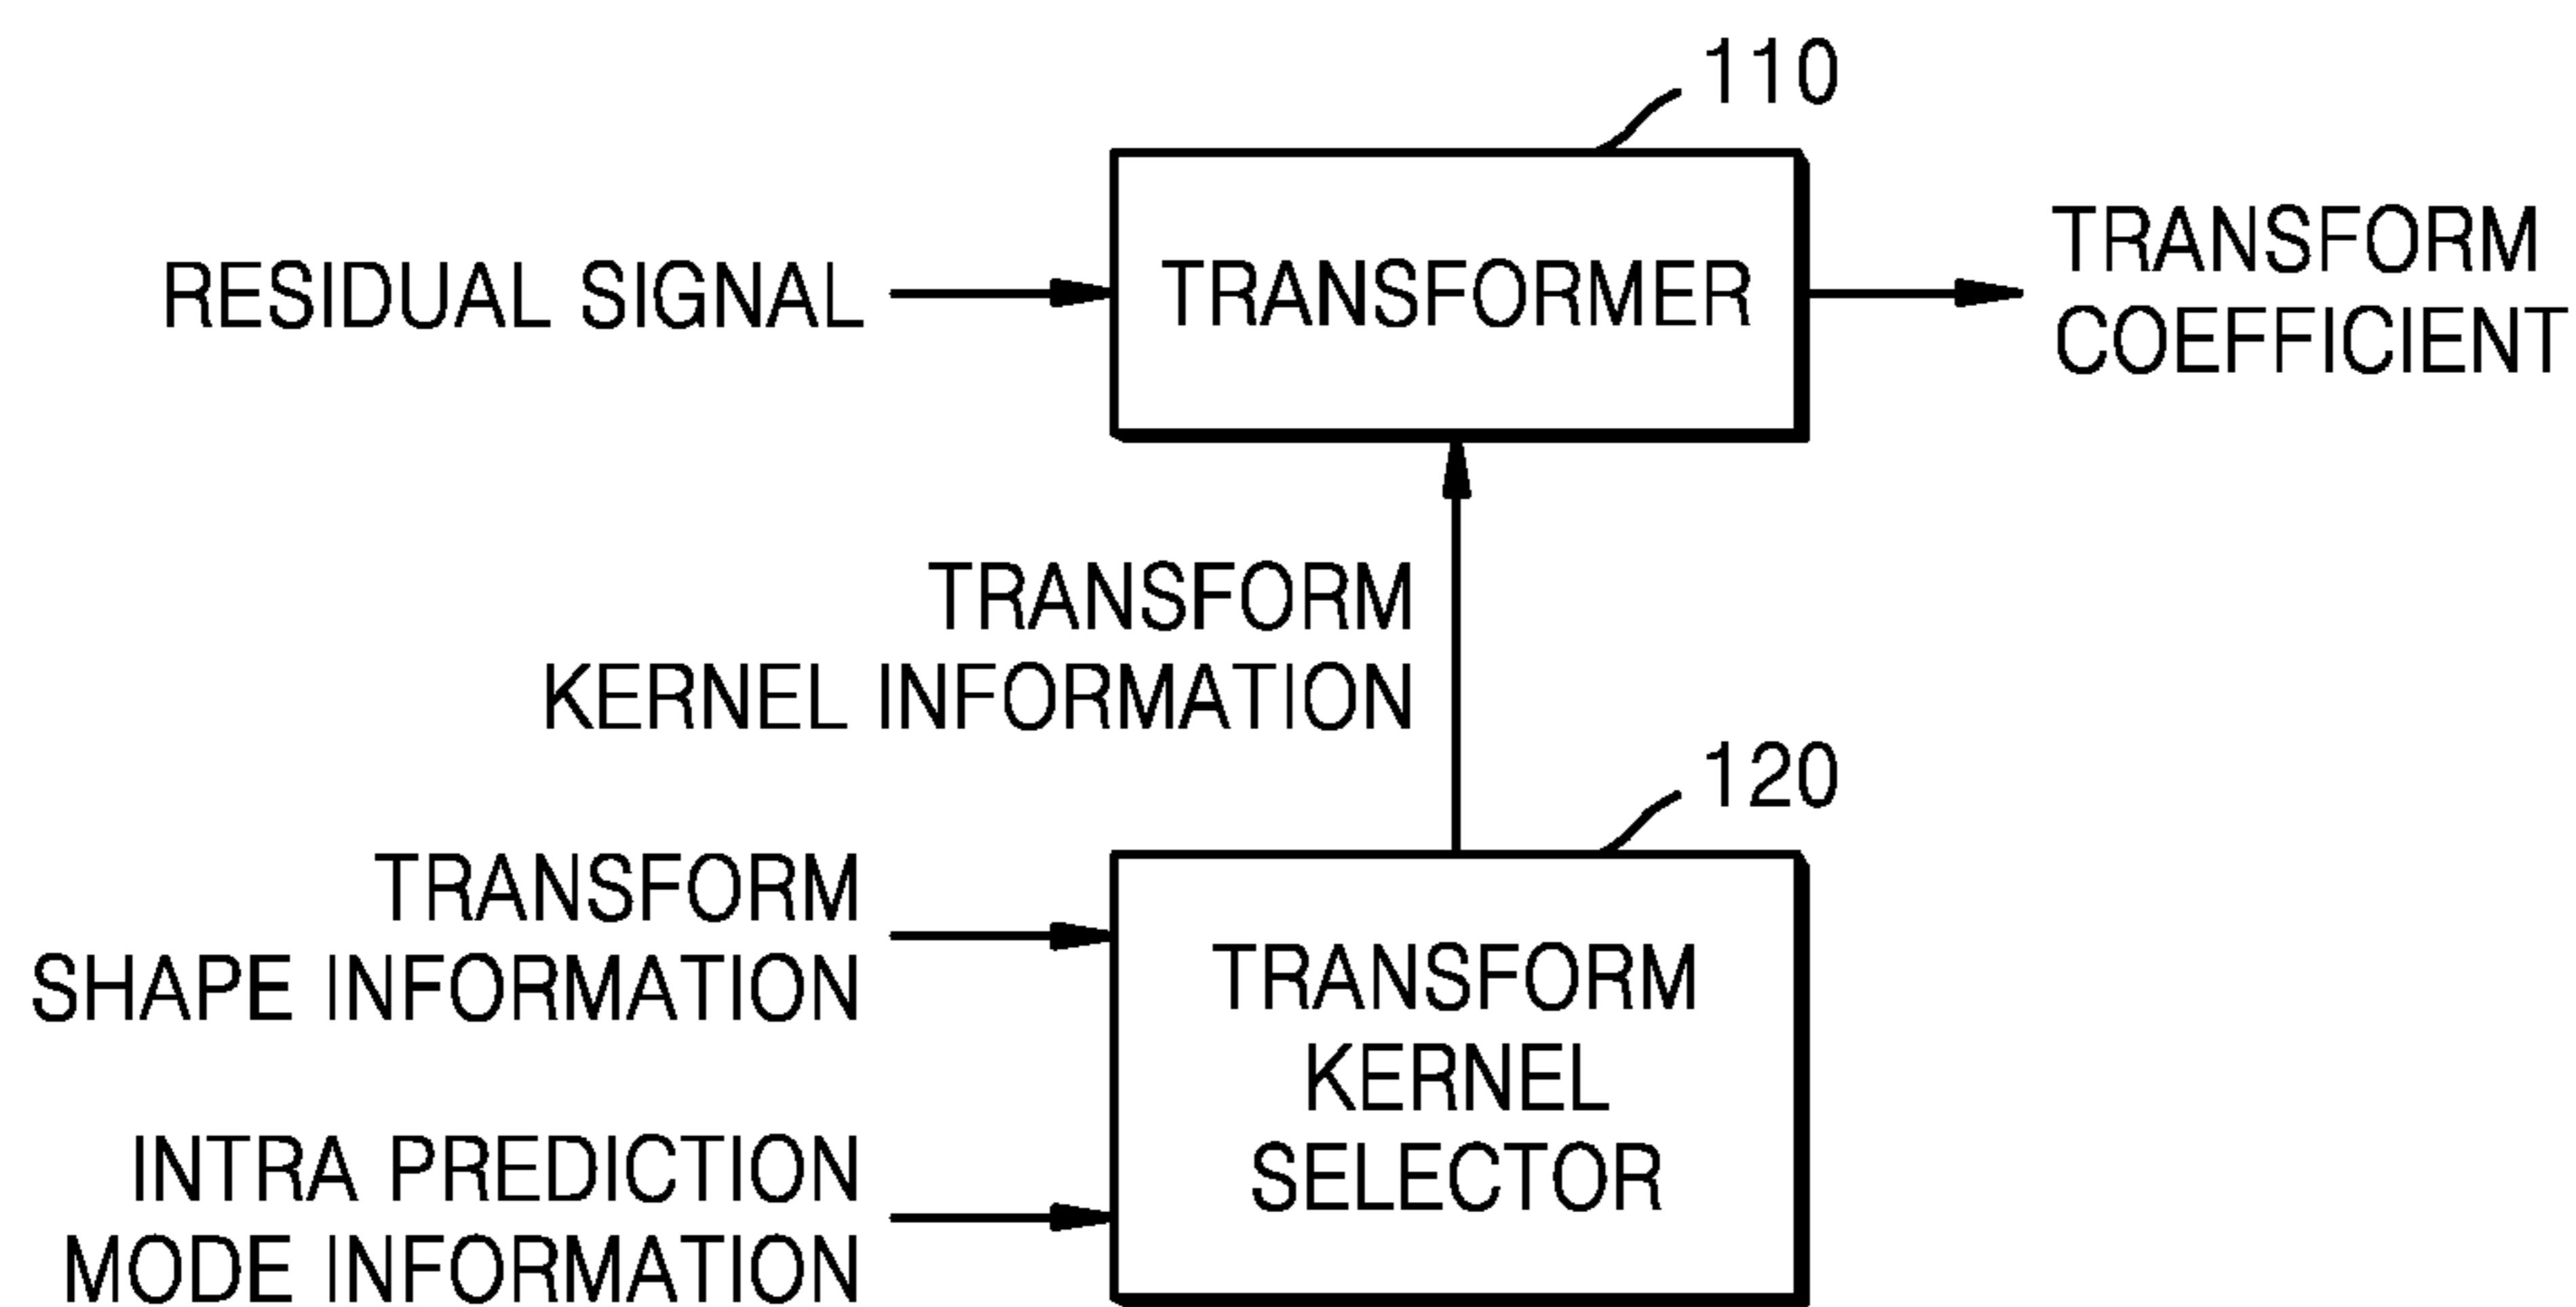 110
RESIDUAL SIGNAL
TRANSFORMER
TRANSFORM
COEFFICIENT
TRANSFORM
KERNEL INFORMATION
120
TRANSFORM
SHAPE INFORMATION
INTRA PREDICTION
MODE INFORMATION
TRANSFORM
KERNEL
SELECTOR